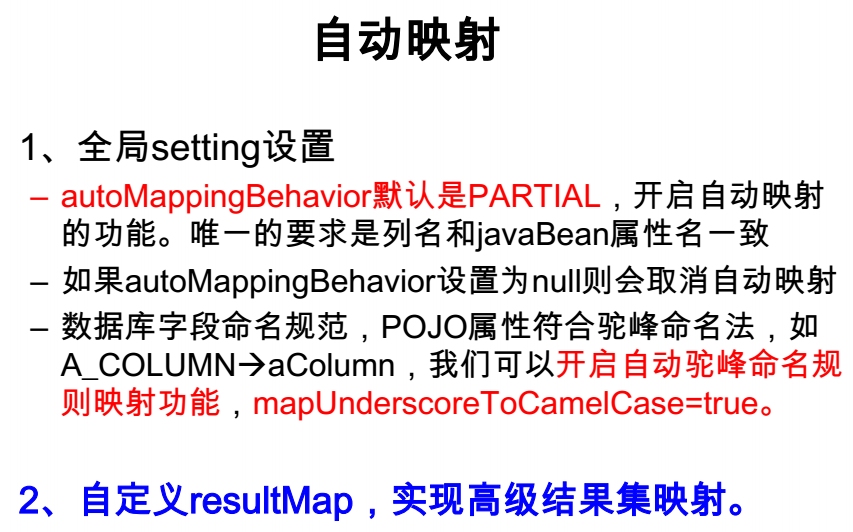 自动映射
1、全局setting设置
– autoMappingBehavior默认是PARTIAL，开启自动映射
的功能。唯一的要求是列名和javaBean属性名一致
– 如果autoMappingBehavior设置为null则会取消自动映射
– 数据库字段命名规范，POJO属性符合驼峰命名法，如
A_COLUMN→aColumn，我们可以开启自动驼峰命名规
则映射功能，mapUnderscoreToCamelCase=true。
2、自定义resultMap，实现高级结果集映射。